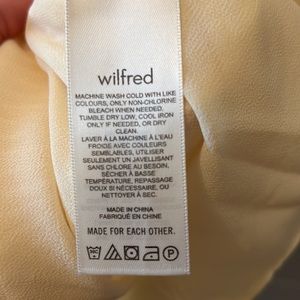 wilfred
MACHINE WASH COLD WITH LIKE
COLOURS, ONLY NON-CHLORINE
BLEACH WHEN NEEDED.
TUMBLE DRY LOW, COOL IRON
ONLY IF NEEDED, OR DRY
CLEAN.
LAVER À LA MACHINE À L'EAU
FROIDE AVEC COULEURS
SEMBLABLES, UTILISER
SEULEMENT UN JAVELLISANT
SANS CHLORE AU BESOIN,
SÉCHER À BASSE
TEMPÉRATURE, REPASSAGE
DOUX SI NÉCESSAIRE, OU
NETTOYER À SEC.
MADE IN CHINA
FABRIQUÉ EN CHINE
MADE FOR EACH OTHER.
P